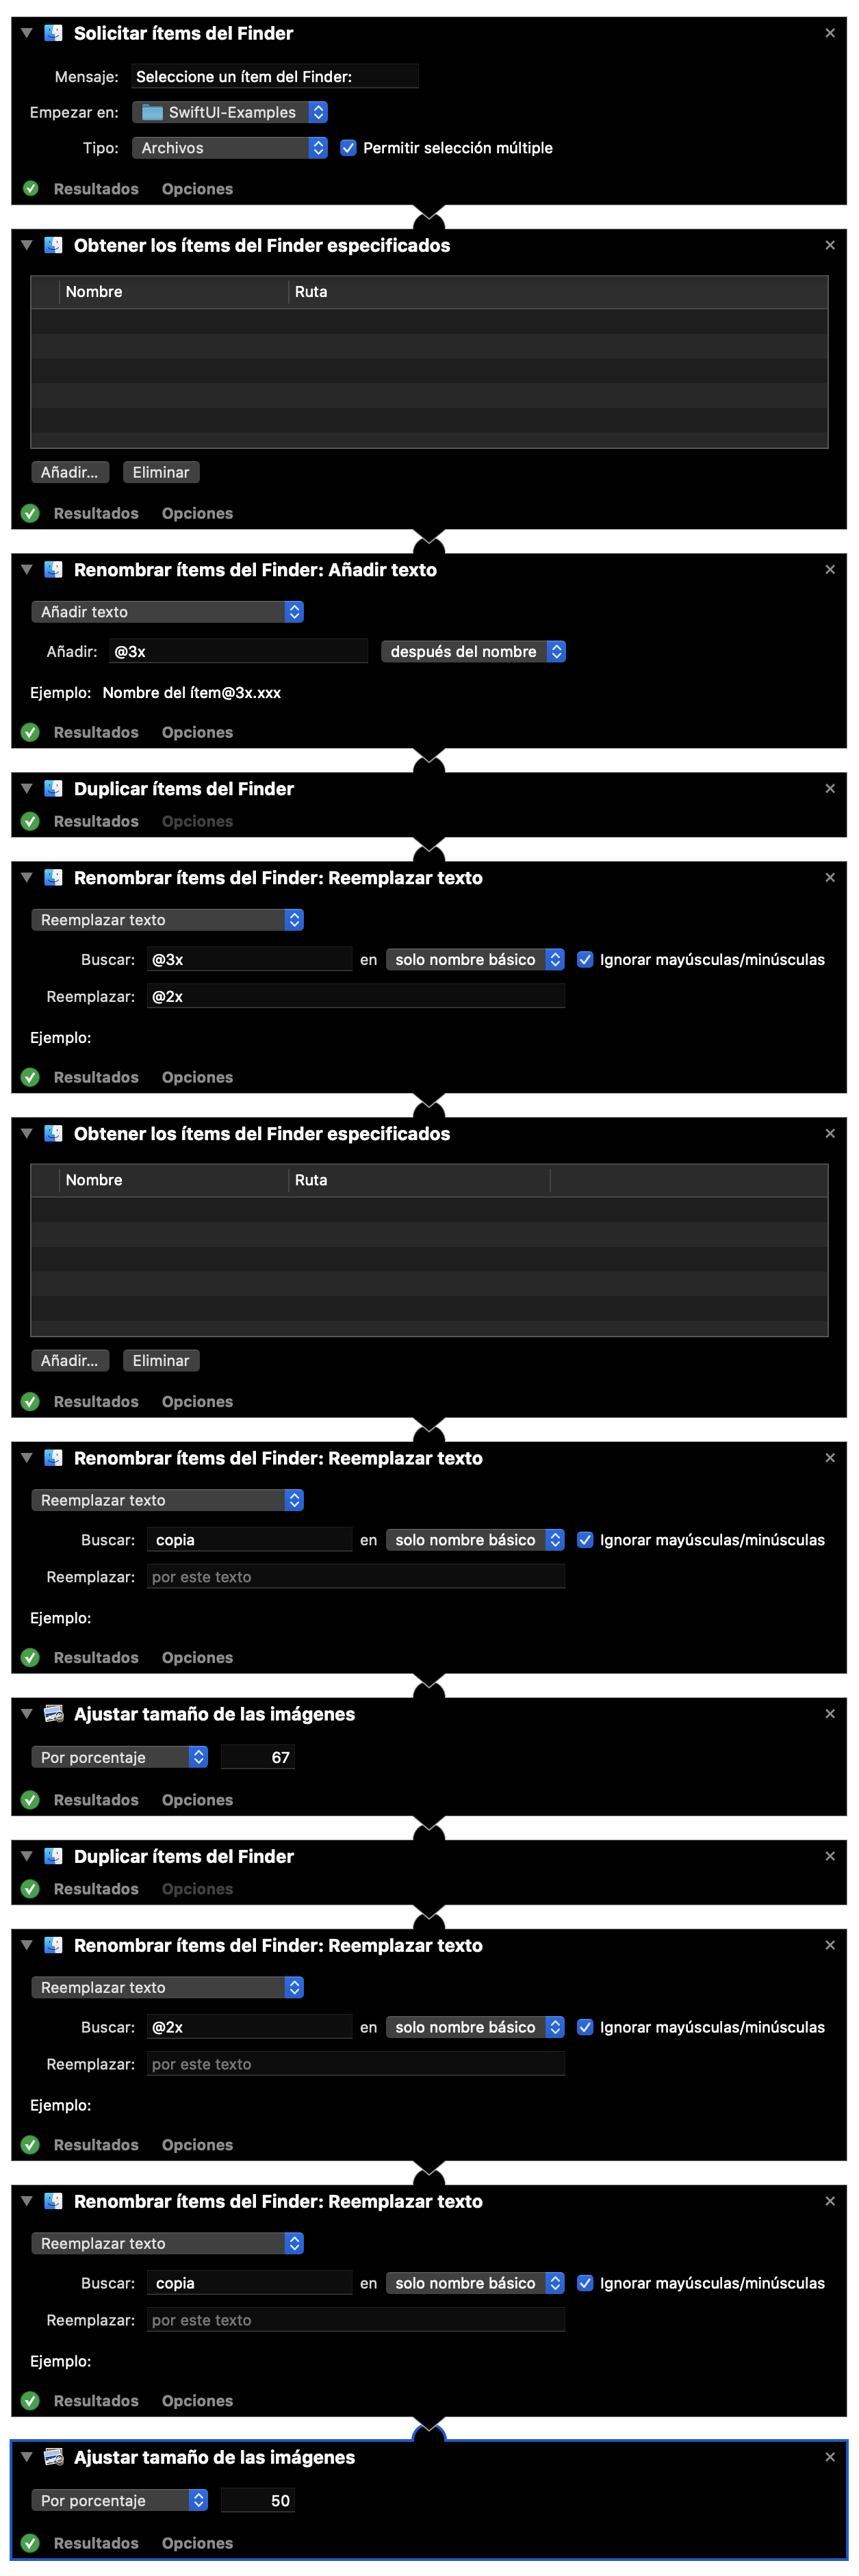 Solicitar ítems del Finder
Mensaje: Seleccione un ítem del Finder:
Empezar en: SwiftUI-Examples
Tipo: Archivos Permitir selección múltiple
Resultados Opciones
Obtener los ítems del Finder especificados
Nombre Ruta
Añadir... Eliminar
Resultados Opciones
Renombrar ítems del Finder: Añadir texto
Añadir texto
Añadir: @3x después del nombre
Ejemplo: Nombre del ítem@3x.xxx
Resultados Opciones
Duplicar ítems del Finder
Resultados Opciones
Renombrar ítems del Finder: Reemplazar texto
Reemplazar texto
Buscar: @3x en solo nombre básico Ignorar mayúsculas/minúsculas
Reemplazar: @2x
Ejemplo:
Resultados Opciones
Obtener los ítems del Finder especificados
Nombre Ruta
Añadir... Eliminar
Resultados Opciones
Renombrar ítems del Finder: Reemplazar texto
Reemplazar texto
Buscar: copia en solo nombre básico Ignorar mayúsculas/minúsculas
Reemplazar: por este texto
Ejemplo:
Resultados Opciones
Ajustar tamaño de las imágenes
Por porcentaje 67
Resultados Opciones
Duplicar ítems del Finder
Resultados Opciones
Renombrar ítems del Finder: Reemplazar texto
Reemplazar texto
Buscar: @2x en solo nombre básico Ignorar mayúsculas/minúsculas
Reemplazar: por este texto
Ejemplo:
Resultados Opciones
Renombrar ítems del Finder: Reemplazar texto
Reemplazar texto
Buscar: copia en solo nombre básico Ignorar mayúsculas/minúsculas
Reemplazar: por este texto
Ejemplo:
Resultados Opciones
Ajustar tamaño de las imágenes
Por porcentaje 50
Resultados Opciones